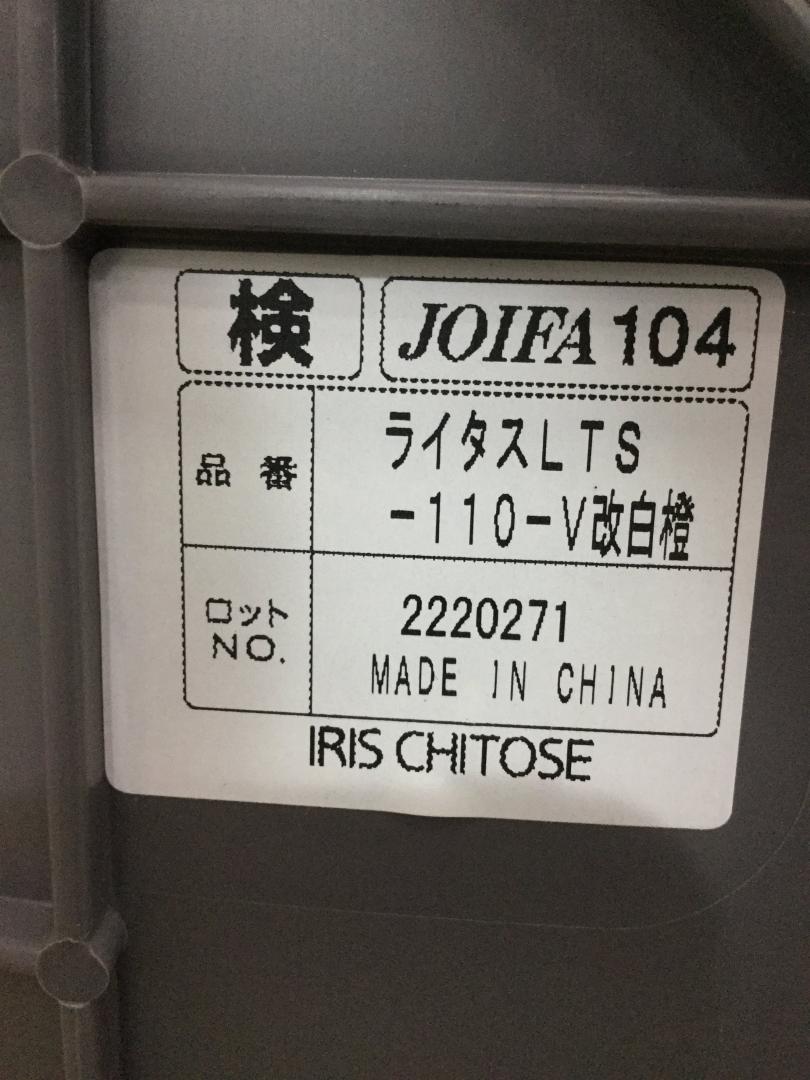 検
JOIFA 104
品番
ライタスLTS
-110-V改白橙
ロット
NO.
2220271
MADE IN CHINA
IRIS CHITOSE